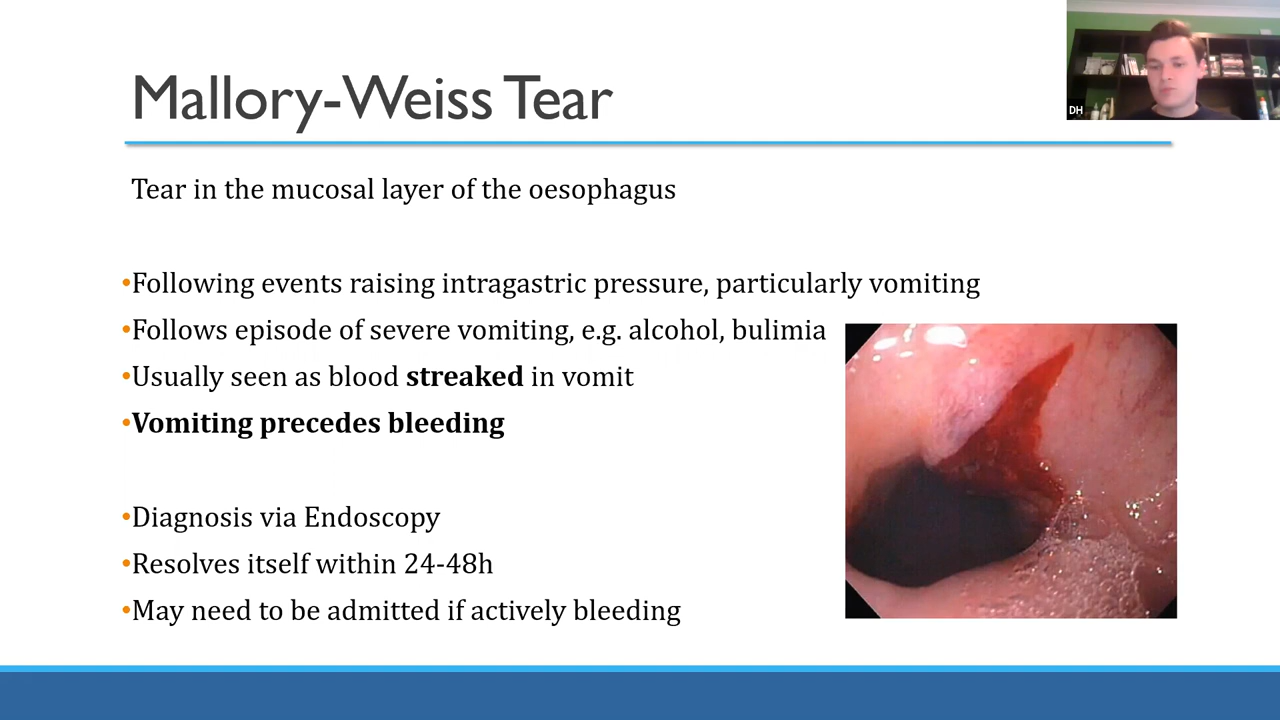 Mallory-Weiss Tear
DH
Tear in the mucosal layer of the oesophagus
•Following events raising intragastric pressure, particularly vomiting
•Follows episode of severe vomiting, e.g. alcohol, bulimia
•Usually seen as blood streaked in vomit
•Vomiting precedes bleeding
•Diagnosis via Endoscopy
•Resolves itself within 24-48h
•May need to be admitted if actively bleeding